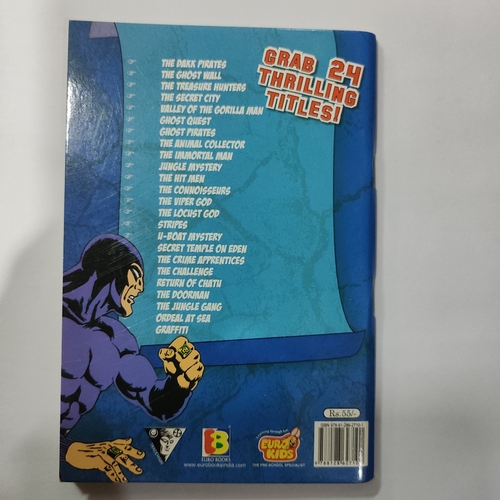 GRAB 24
THRILLING
TITLES!
THE DARK PIRATES
THE GHOST WALL
THE TREASURE HUNTERS
THE SECRET CITY
VALLEY OF THE GORILLA MAN
GHOST QUEST
GHOST PIRATES
THE ANIMAL COLLECTOR
THE IMMORTAL MAN
JUNGLE MYSTERY
THE HIT MEN
THE CONNOISSEURS
THE VIPER GOD
THE LOCUST GOD
STRIPES
U-BOAT MYSTERY
SECRET TEMPLE ON EDEN
THE CRIME APPRENTICES
THE CHALLENGE
RETURN OF CHATU
THE DOORMAN
THE JUNGLE GANG
ORDEAL AT SEA
GRAFFITI
Rs. 55/-
EURO BOOKS
www.eurobooksindia.com
EURO
KIDS
THE PRE-SCHOOL SPECIALIST